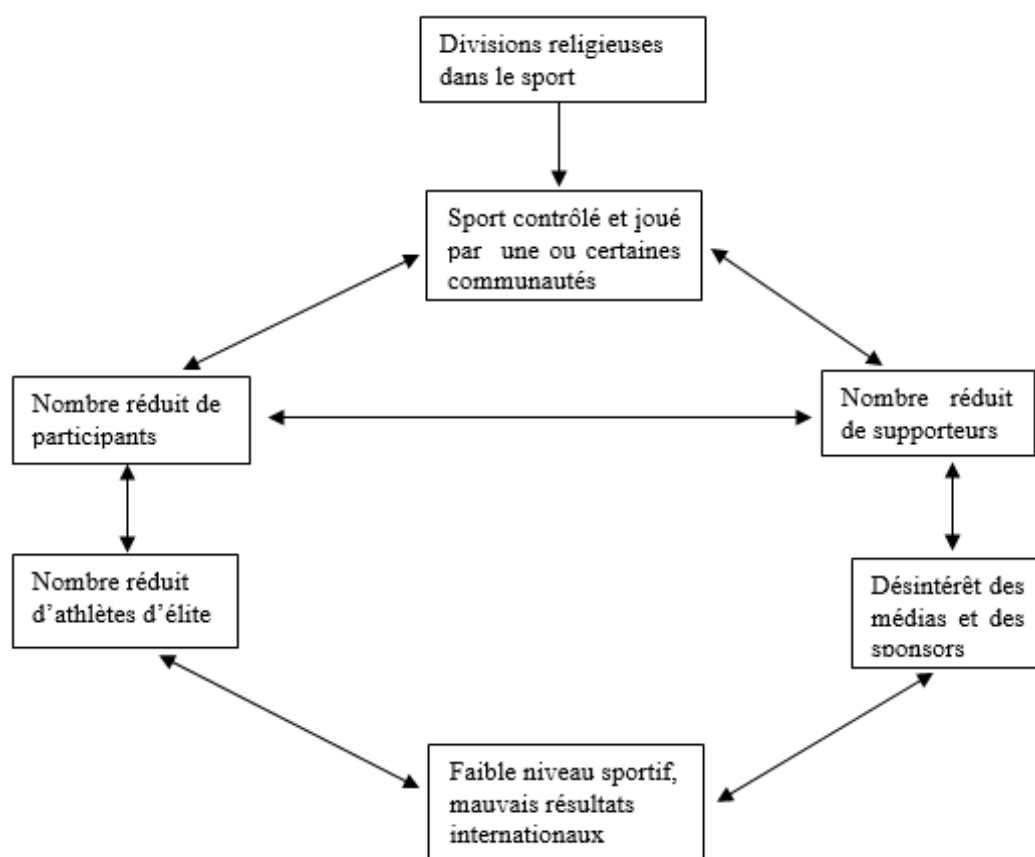 Divisions religieuses
dans le sport
Sport contrôlé et joué
par une ou certaines
communautés
Nombre réduit de
participants
Nombre réduit
de supporteurs
Nombre réduit
d’athlètes d’élite
Désintérêt des
médias et des
sponsors
Faible niveau sportif,
mauvais résultats
internationaux